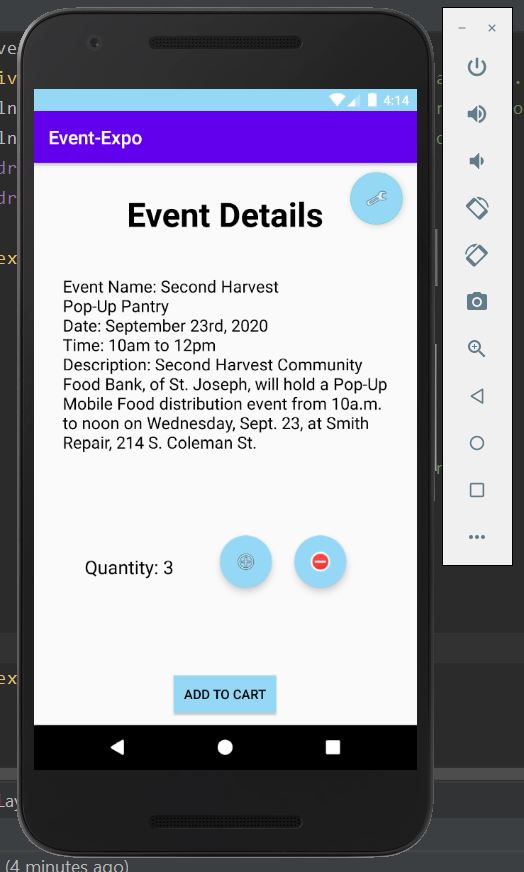 4:14
Event-Expo
Event Details
Event Name: Second Harvest
Pop-Up Pantry
Date: September 23rd, 2020
Time: 10am to 12pm
Description: Second Harvest Community
Food Bank, of St. Joseph, will hold a Pop-Up
Mobile Food distribution event from 10a.m.
to noon on Wednesday, Sept. 23, at Smith
Repair, 214 S. Coleman St.
Quantity: 3
ADD TO CART
(4 minutes ago)